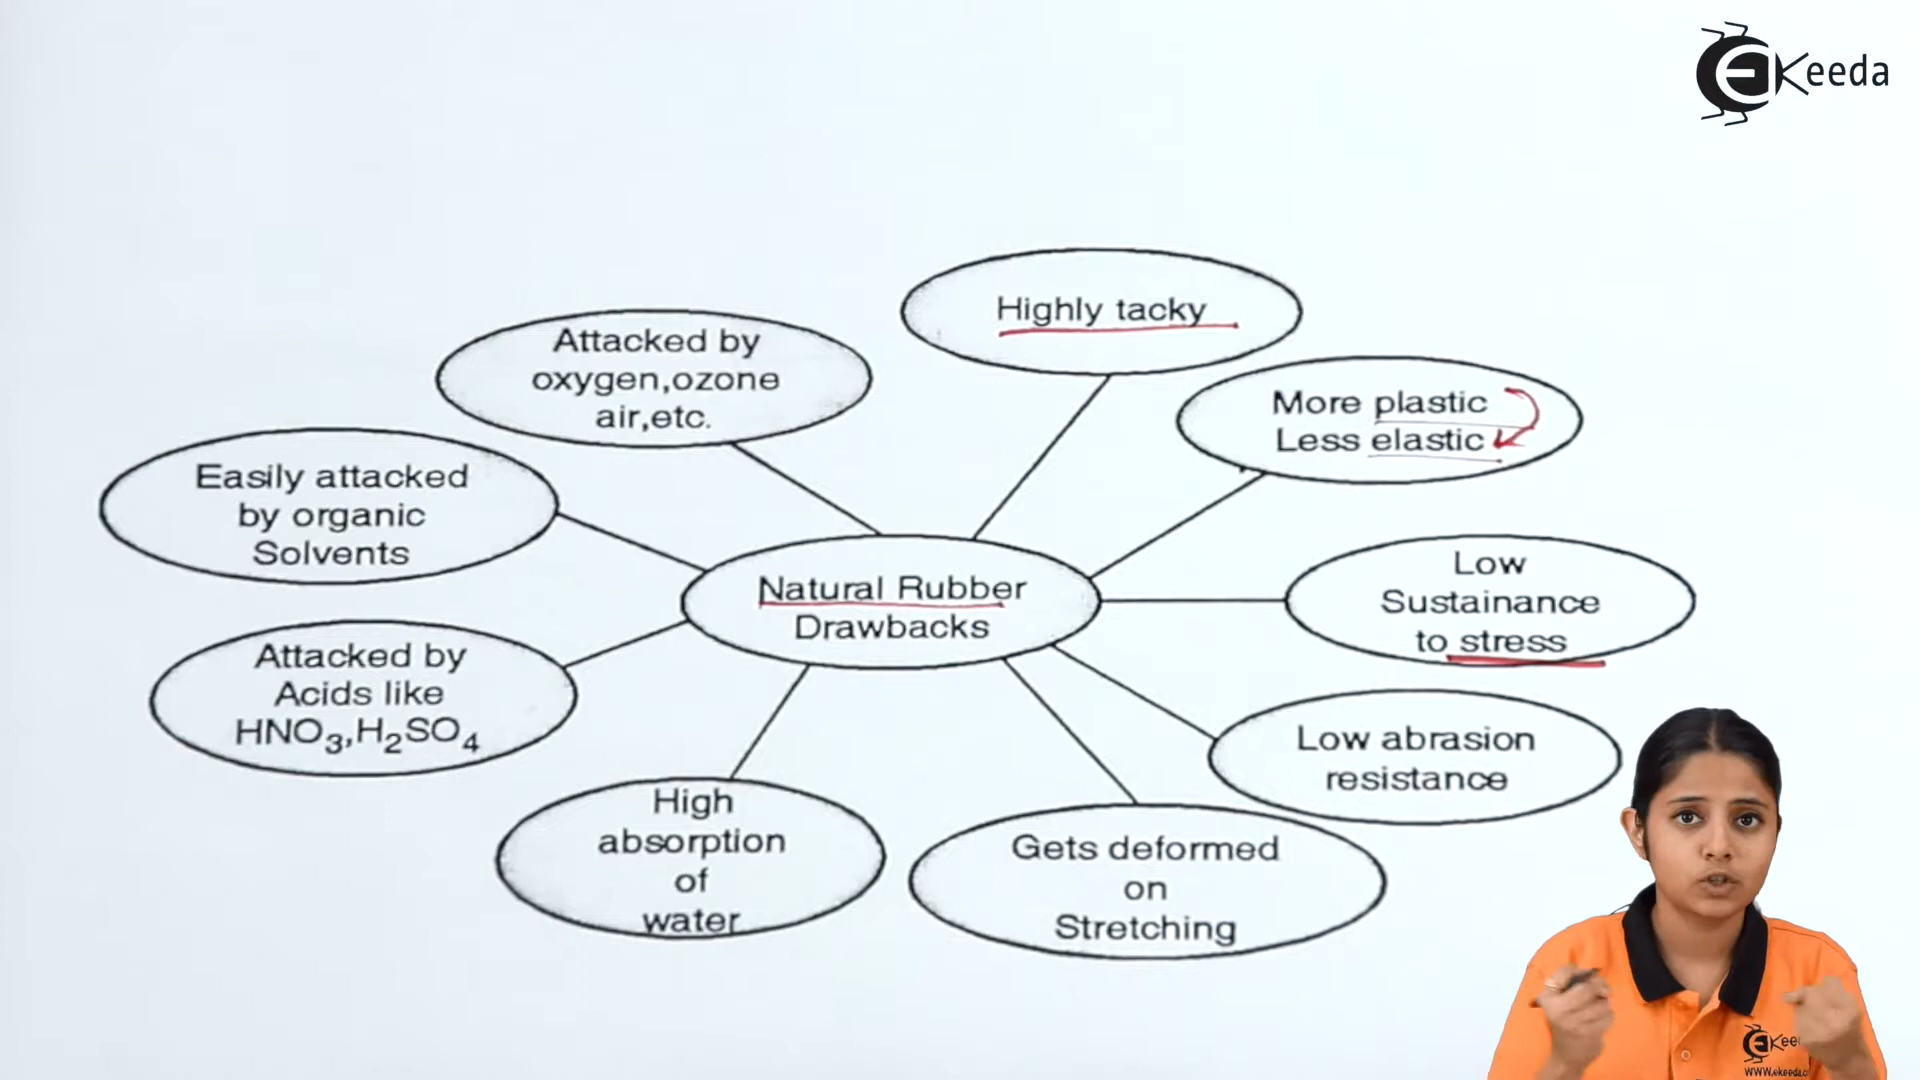 eKeeda
Highly tacky
Attacked by
oxygen,ozone
air,etc.
More plastic
Less elastic
Easily attacked
by organic
Solvents
Low
Sustainance
to stress
Natural Rubber
Drawbacks
Attacked by
Acids like
HNO₃,H₂SO₄
Low abrasion
resistance
High
absorption
of
water
Gets deformed
on
Stretching